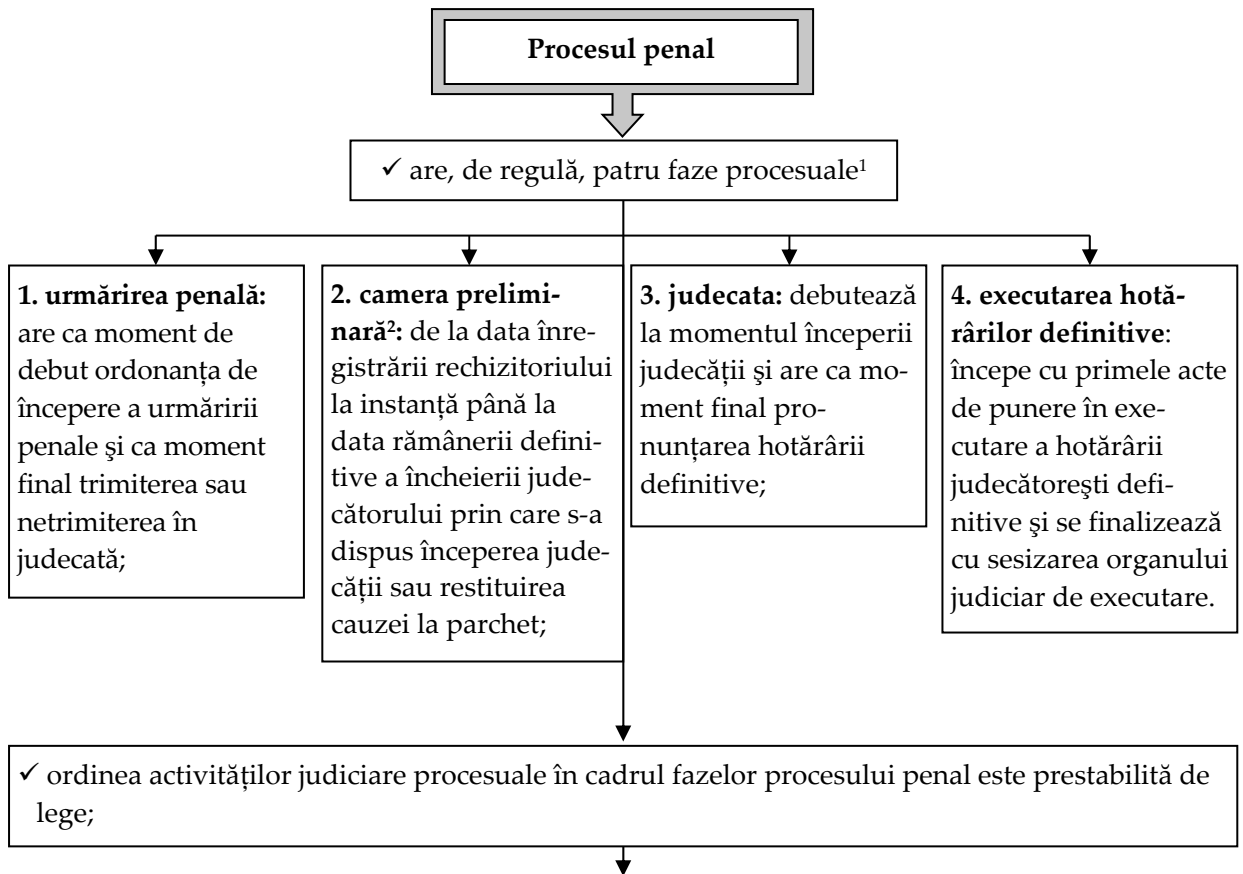 Procesul penal
✓ are, de regulă, patru faze procesuale¹
1. urmărirea penală:
are ca moment de
debut ordonanța de
începere a urmăririi
penale şi ca moment
final trimiterea sau
netrimiterea în
judecată;
2. camera prelimi-
nară²: de la data înre-
gistrării rechizitoriului
la instanță până la
data rămânerii defini-
tive a încheierii jude-
cătorului prin care s-a
dispus începerea jude-
cății sau restituirea
cauzei la parchet;
3. judecata: debutează
la momentul începerii
judecății şi are ca mo-
ment final pro-
nunțarea hotărârii
definitive;
4. executarea hotă-
rârilor definitive:
începe cu primele acte
de punere în exe-
cutare a hotărârii
judecătoreşti defi-
nitive şi se finalizează
cu sesizarea organului
judiciar de executare.
✓ ordinea activităților judiciare procesuale în cadrul fazelor procesului penal este prestabilită de
lege;